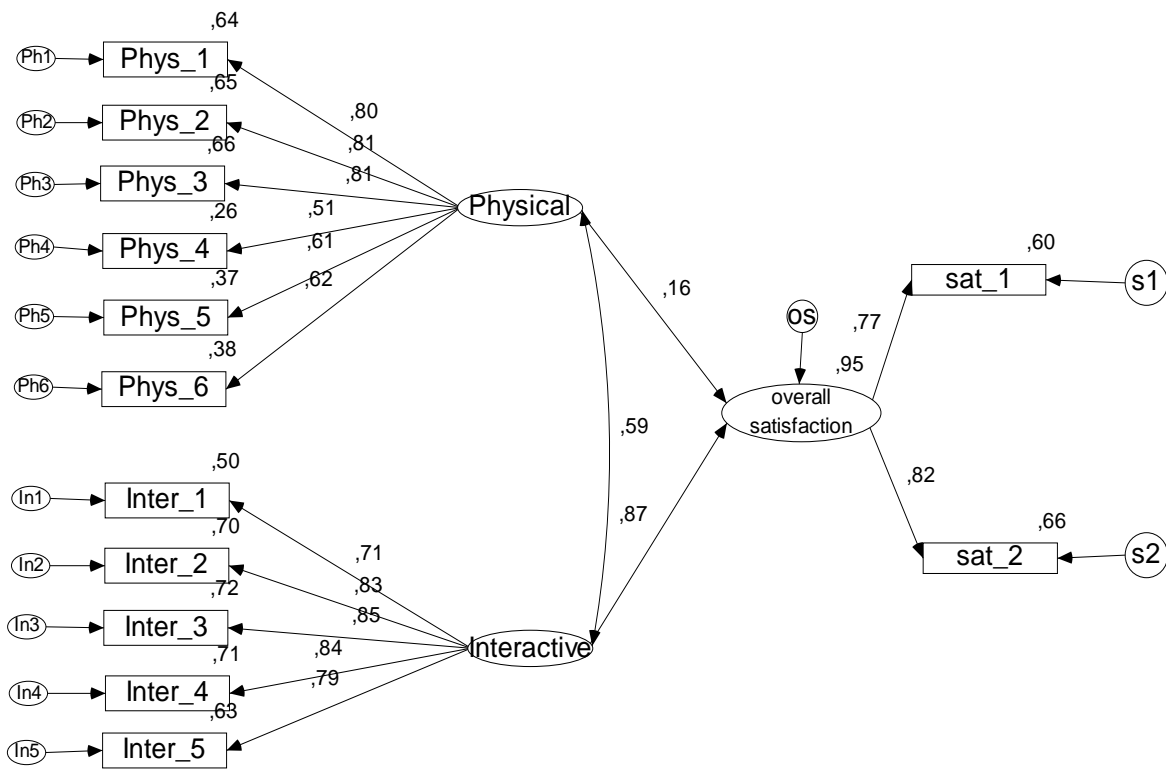 ,64
Ph1
Phys_1
,65
Ph2
Phys_2
,66
Ph3
Phys_3
,26
Ph4
Phys_4
,37
Ph5
Phys_5
,38
Ph6
Phys_6
,80
,81
,81
,51
,61
,62
Physical
,50
In1
Inter_1
,70
In2
Inter_2
,72
In3
Inter_3
,71
In4
Inter_4
,63
In5
Inter_5
,71
,83
,85
,84
,79
Interactive
,16
,59
,87
os
,95
overall
satisfaction
,77
,82
,60
sat_1
s1
,66
sat_2
s2